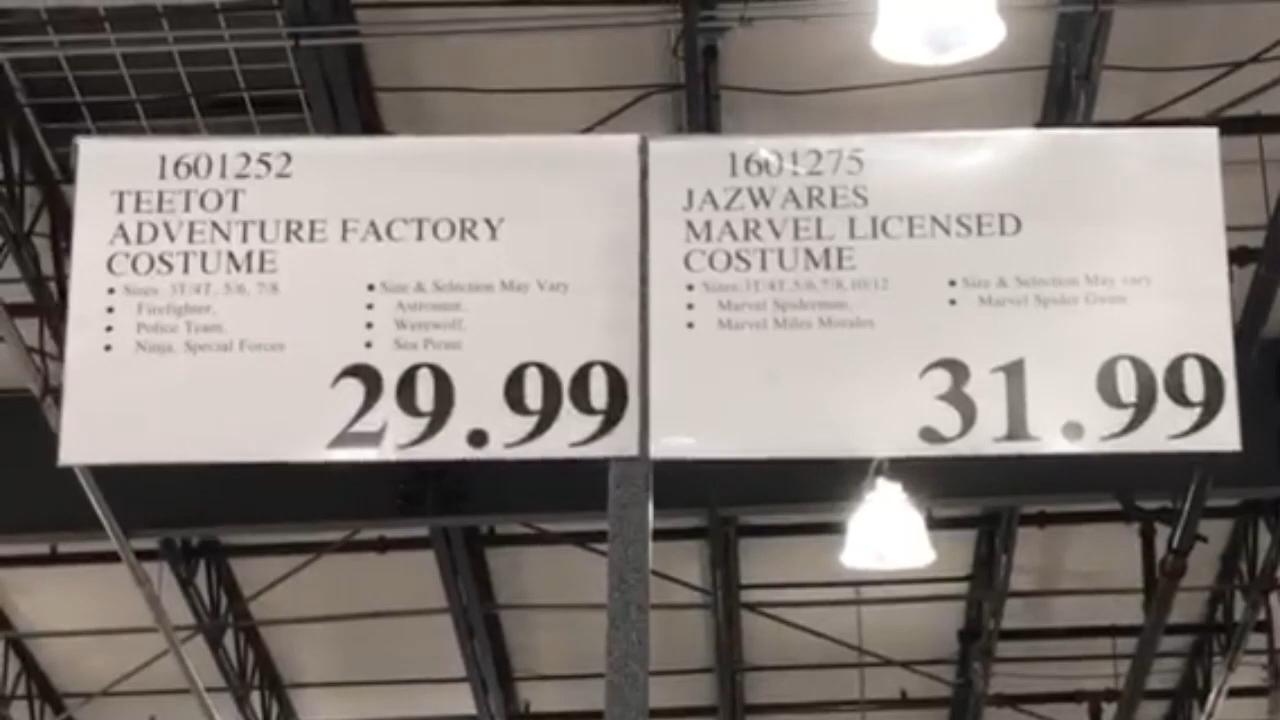 1601252
TEETOT
ADVENTURE FACTORY
COSTUME
• Sizes 3T/4T, 5/6, 7/8
• Firefighter,
• Police Team,
• Ninja, Special Forces
• Size & Selection May Vary
• Astronaut,
• Werewolf,
• Sea Pirate
29.99
1601275
JAZWARES
MARVEL LICENSED
COSTUME
• Sizes 3T/4T, 5/6, 7/8, 10/12
• Marvel Spiderman,
• Marvel Miles Morales
• Size & Selection May vary
• Marvel Spider Gwen
31.99